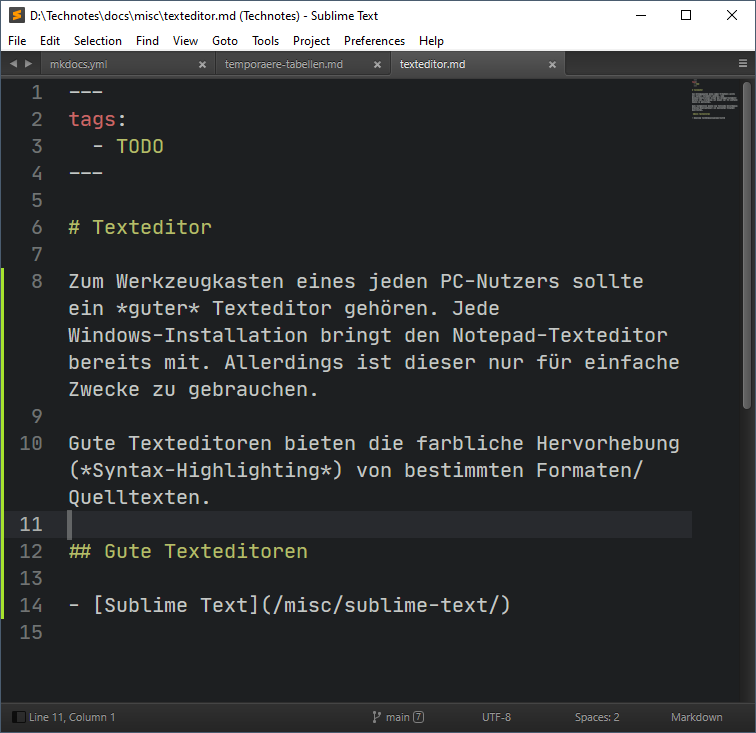 D:\Technotes\docs\misc\texteditor.md (Technotes) - Sublime Text
File Edit Selection Find View Goto Tools Project Preferences Help
mkdocs.yml × temporaere-tabellen.md × texteditor.md ×
1 ---
2 tags:
3   - TODO
4 ---
5
6 # Texteditor
7
8 Zum Werkzeugkasten eines jeden PC-Nutzers sollte
ein *guter* Texteditor gehören. Jede
Windows-Installation bringt den Notepad-Texteditor
bereits mit. Allerdings ist dieser nur für einfache
Zwecke zu gebrauchen.
9
10 Gute Texteditoren bieten die farbliche Hervorhebung
(*Syntax-Highlighting*) von bestimmten Formaten/
Quelltexten.
11
12 ## Gute Texteditoren
13
14 - [Sublime Text](/misc/sublime-text/)
15
Line 11, Column 1 main 7 UTF-8 Spaces: 2 Markdown